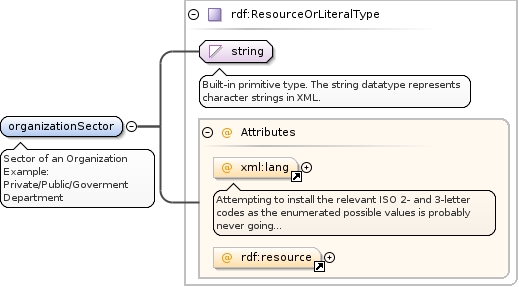 rdf:ResourceOrLiteralType
string
Built-in primitive type. The string datatype represents
character strings in XML.
organizationSector
Sector of an Organization
Example:
Private/Public/Goverment
Department
@ Attributes
@ xml:lang
Attempting to install the relevant ISO 2- and 3-letter
codes as the enumerated possible values is probably
never going...
@ rdf:resource